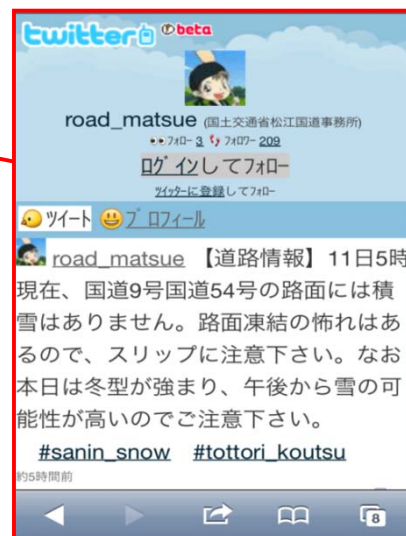 twitter beta
road_matsue (国土交通省松江国道事務所)
ﾌｫﾛｰ 3 ﾌｫﾛﾜｰ 209
ﾛｸﾞｲﾝしてﾌｫﾛｰ
ﾂｲｯﾀｰに登録してﾌｫﾛｰ
ﾂｲｰﾄ ﾌﾟﾛﾌｨｰﾙ
road_matsue 【道路情報】 11日5時
現在、国道9号国道54号の路面には積
雪はありません。路面凍結の怖れはあ
るので、スリップに注意下さい。なお
本日は冬型が強まり、午後から雪の可
能性が高いのでご注意下さい。
#sanin_snow #tottori_koutsu
約5時間前
8